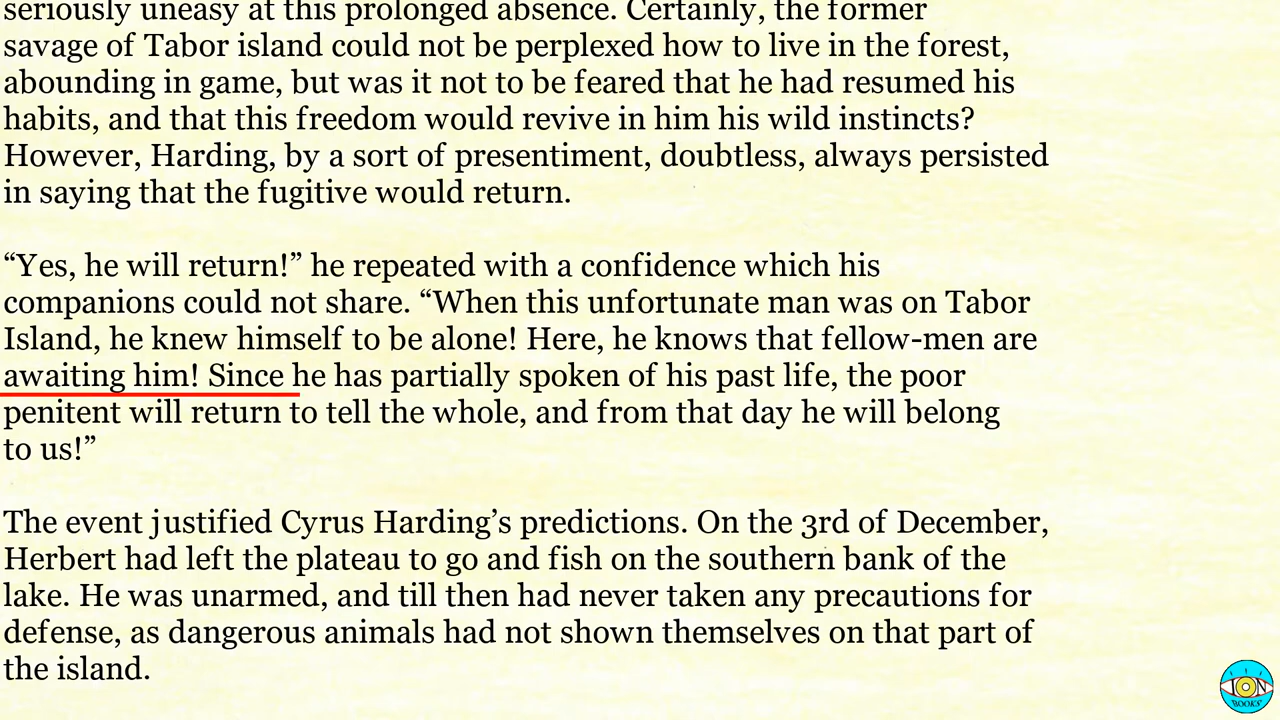 seriously uneasy at this prolonged absence. Certainly, the former
savage of Tabor island could not be perplexed how to live in the forest,
abounding in game, but was it not to be feared that he had resumed his
habits, and that this freedom would revive in him his wild instincts?
However, Harding, by a sort of presentiment, doubtless, always persisted
in saying that the fugitive would return.
“Yes, he will return!” he repeated with a confidence which his
companions could not share. “When this unfortunate man was on Tabor
Island, he knew himself to be alone! Here, he knows that fellow-men are
awaiting him! Since he has partially spoken of his past life, the poor
penitent will return to tell the whole, and from that day he will belong
to us!”
The event justified Cyrus Harding’s predictions. On the 3rd of December,
Herbert had left the plateau to go and fish on the southern bank of the
lake. He was unarmed, and till then had never taken any precautions for
defense, as dangerous animals had not shown themselves on that part of
the island.
ION
BOOKS